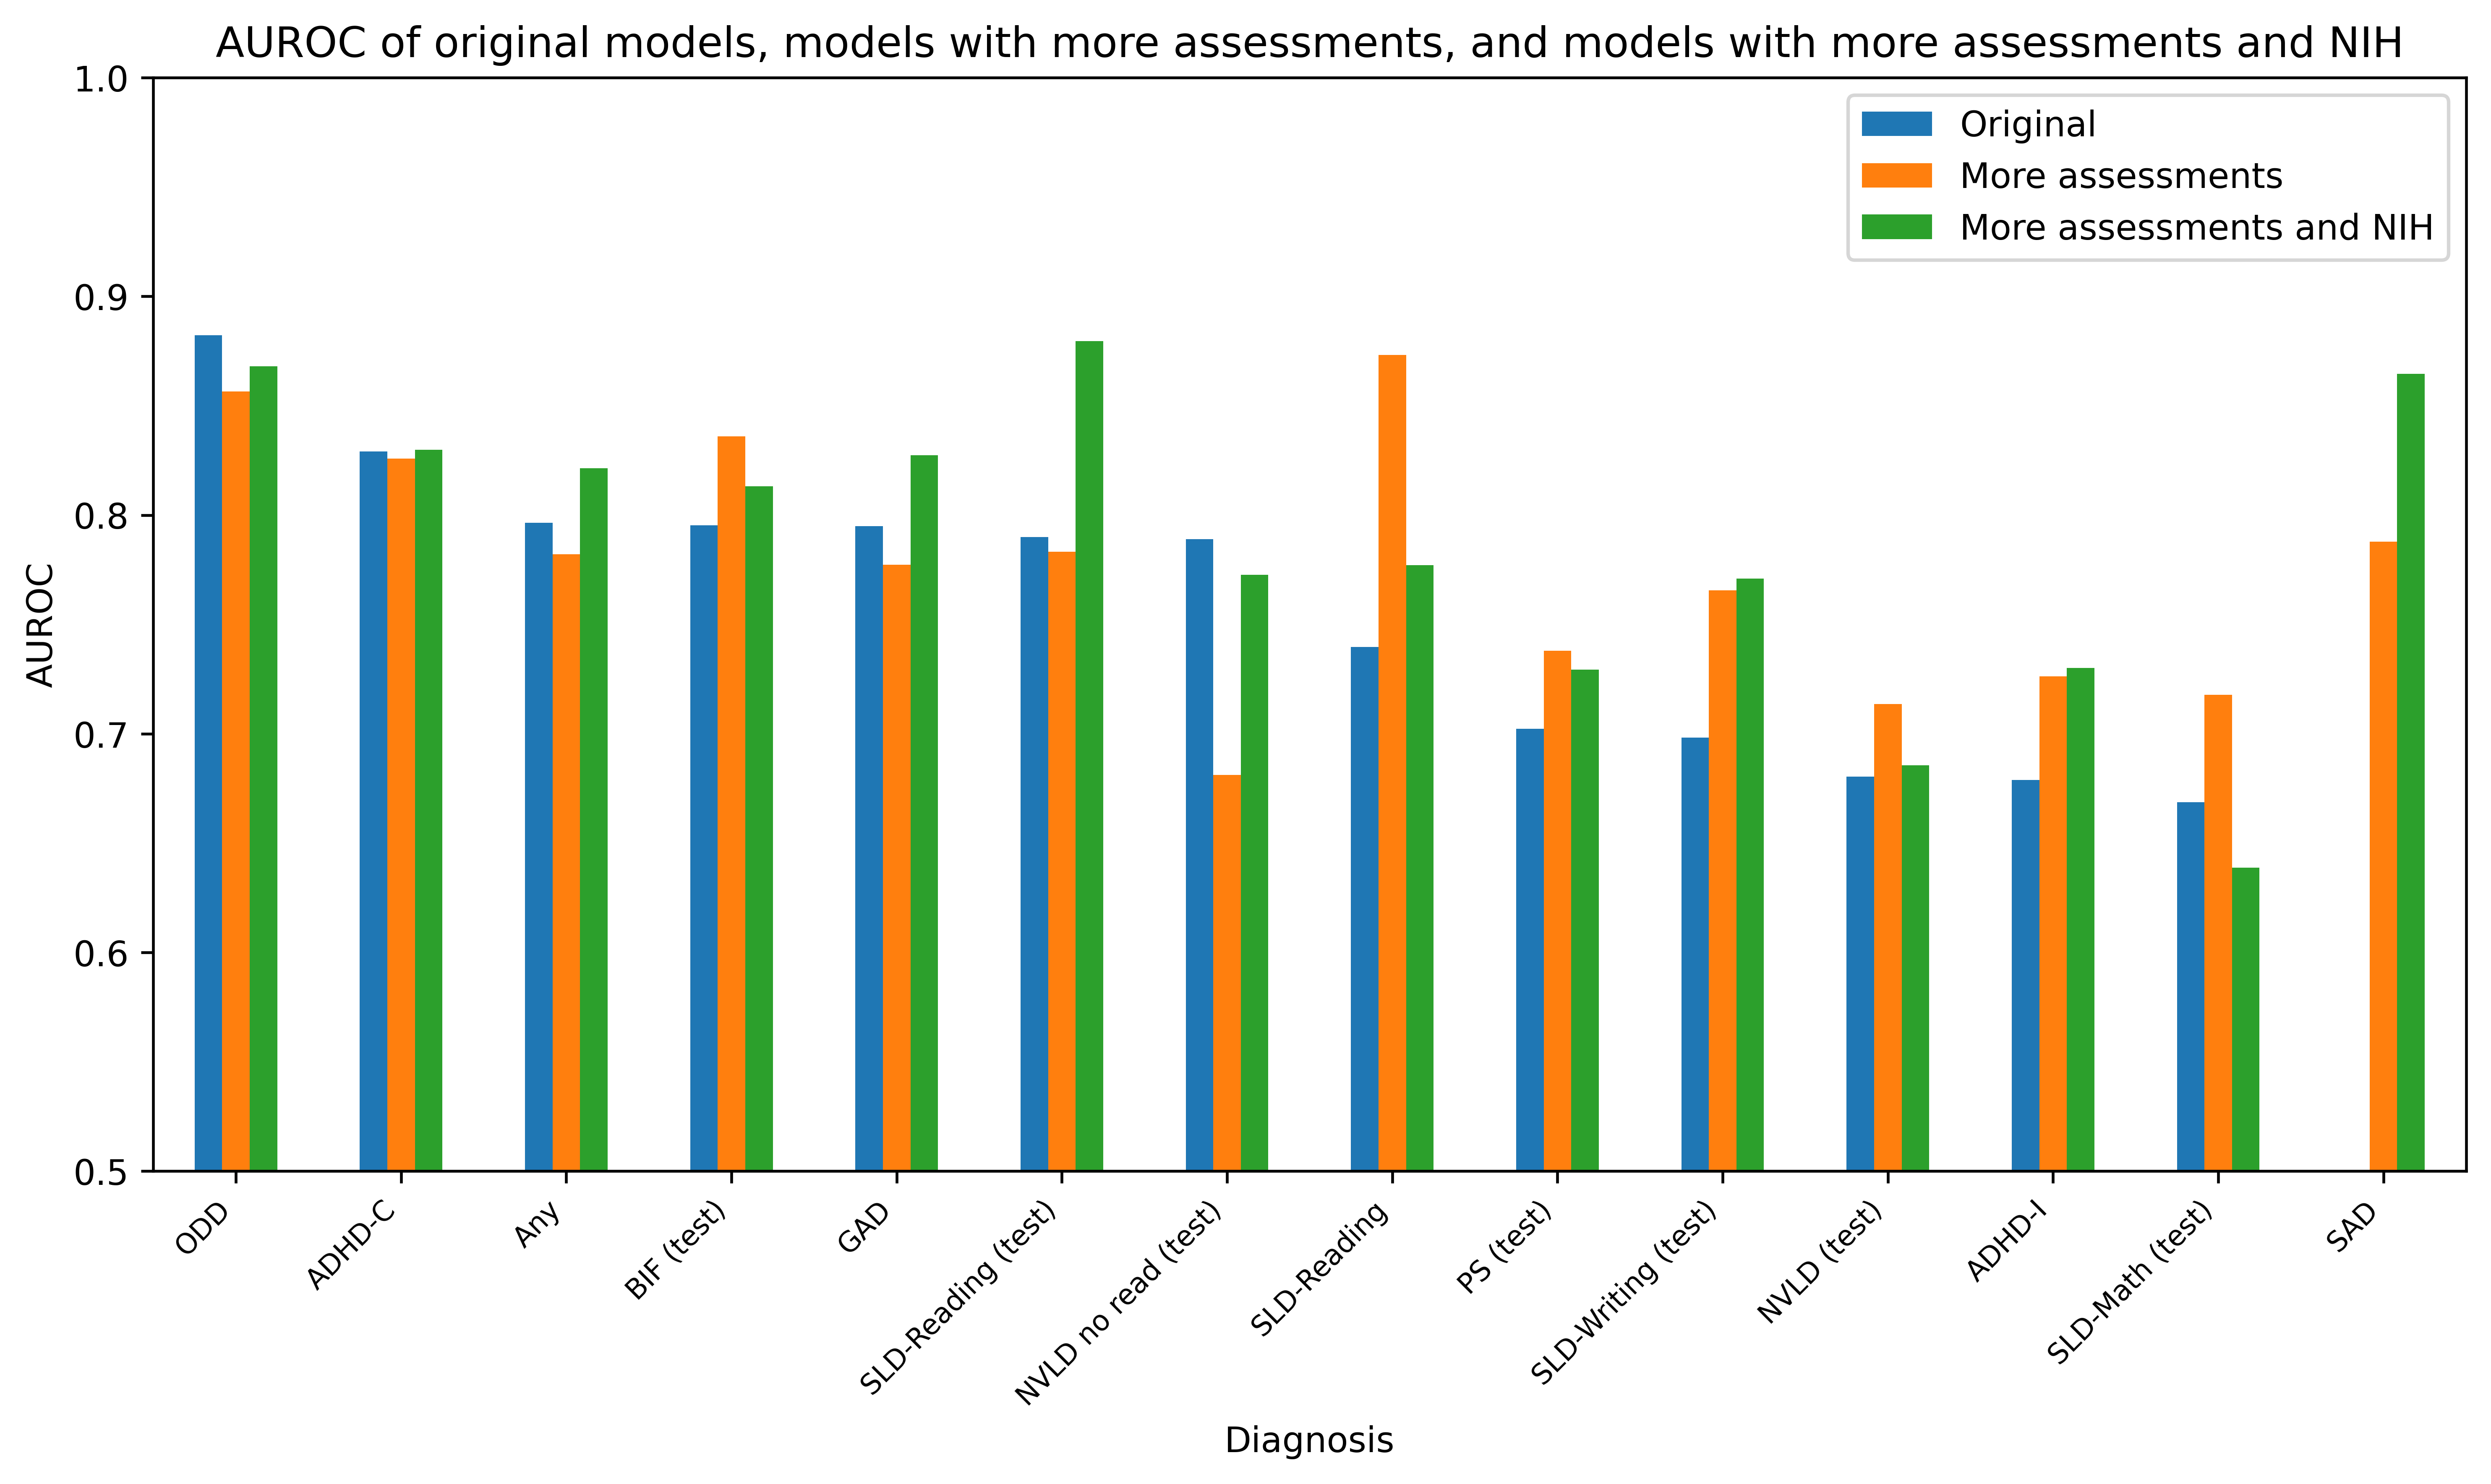 AUROC of original models, models with more assessments, and models with more assessments and NIH
Original
More assessments
More assessments and NIH
AUROC
1.0
0.9
0.8
0.7
0.6
0.5
ODD
ADHD-C
Any
BIF (test)
GAD
SLD-Reading (test)
NVLD no read (test)
SLD-Reading
PS (test)
SLD-Writing (test)
NVLD (test)
ADHD-I
SLD-Math (test)
SAD
Diagnosis